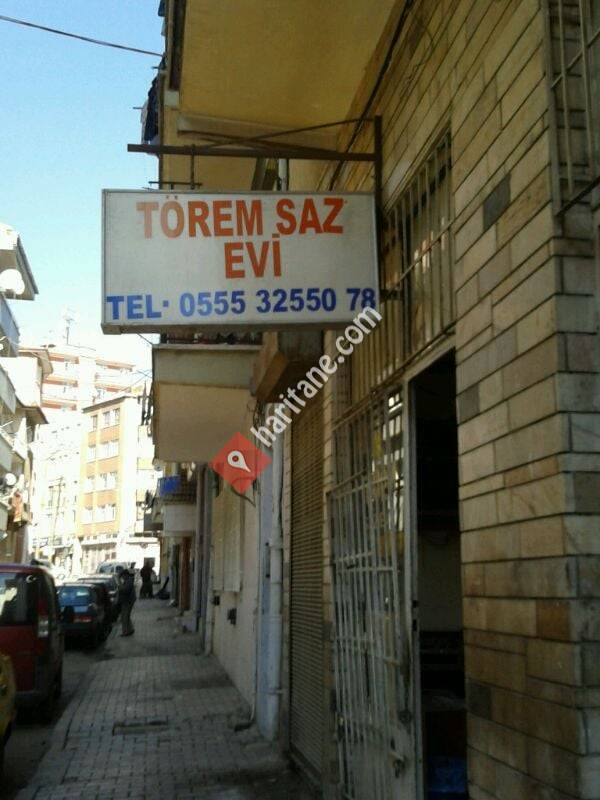 TÖREM SAZ
EVİ
TEL· 0555 32550 78
haritane.com